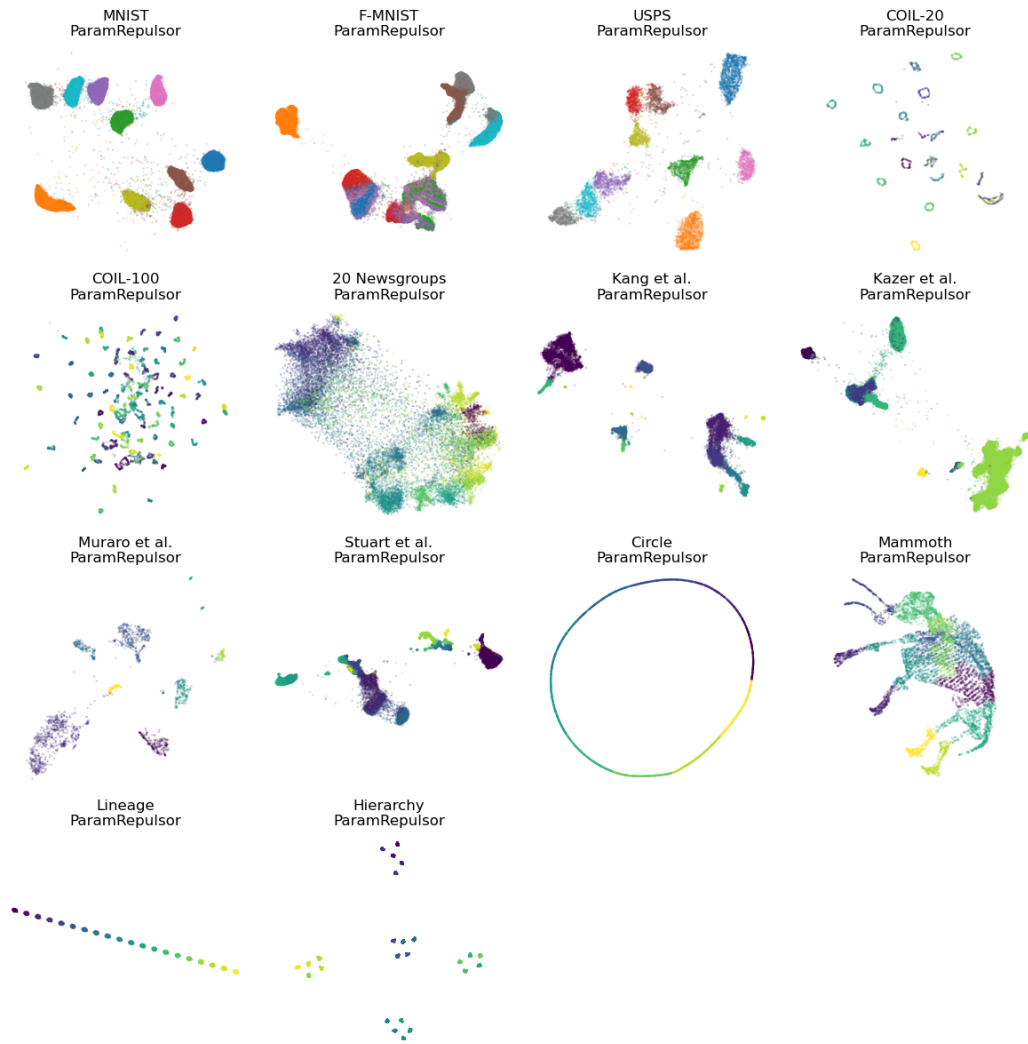 MNIST
ParamRepulsor
F-MNIST
ParamRepulsor
USPS
ParamRepulsor
COIL-20
ParamRepulsor
COIL-100
ParamRepulsor
20 Newsgroups
ParamRepulsor
Kang et al.
ParamRepulsor
Kazer et al.
ParamRepulsor
Muraro et al.
ParamRepulsor
Stuart et al.
ParamRepulsor
Circle
ParamRepulsor
Mammoth
ParamRepulsor
Lineage
ParamRepulsor
Hierarchy
ParamRepulsor